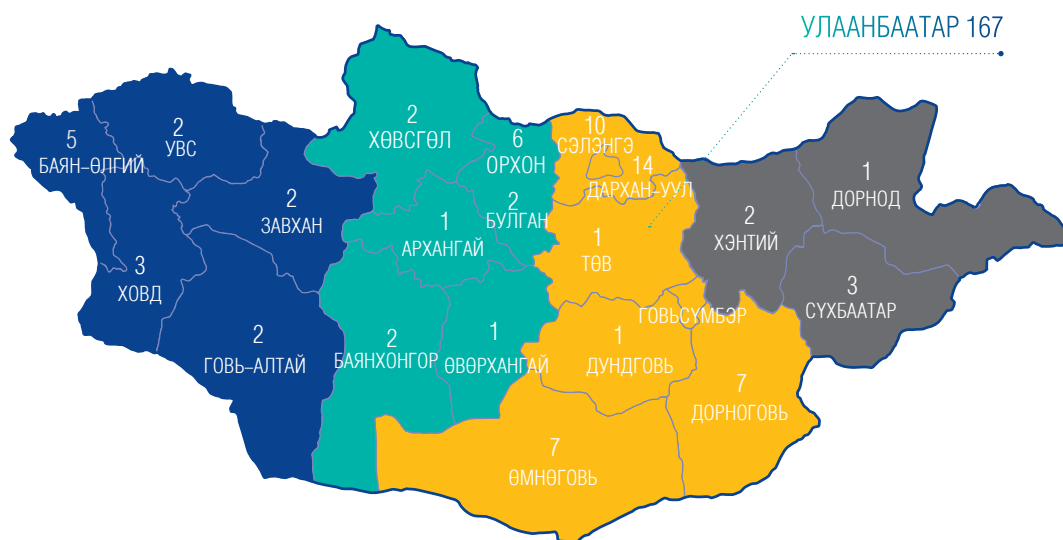 УЛААНБААТАР 167
5
БАЯН–ӨЛГИЙ
2
УВС
2
ЗАВХАН
3
ХОВД
2
ГОВЬ–АЛТАЙ
2
ХӨВСГӨЛ
6
ОРХОН
2
БУЛГАН
1
АРХАНГАЙ
2
БАЯНХОНГОР
1
ӨВӨРХАНГАЙ
10
СЭЛЭНГЭ
14
ДАРХАН–УУЛ
1
ТӨВ
ГОВЬСҮМБЭР
1
ДУНДГОВЬ
7
ДОРНОГОВЬ
7
ӨМНӨГОВЬ
2
ХЭНТИЙ
1
ДОРНОД
3
СҮХБААТАР